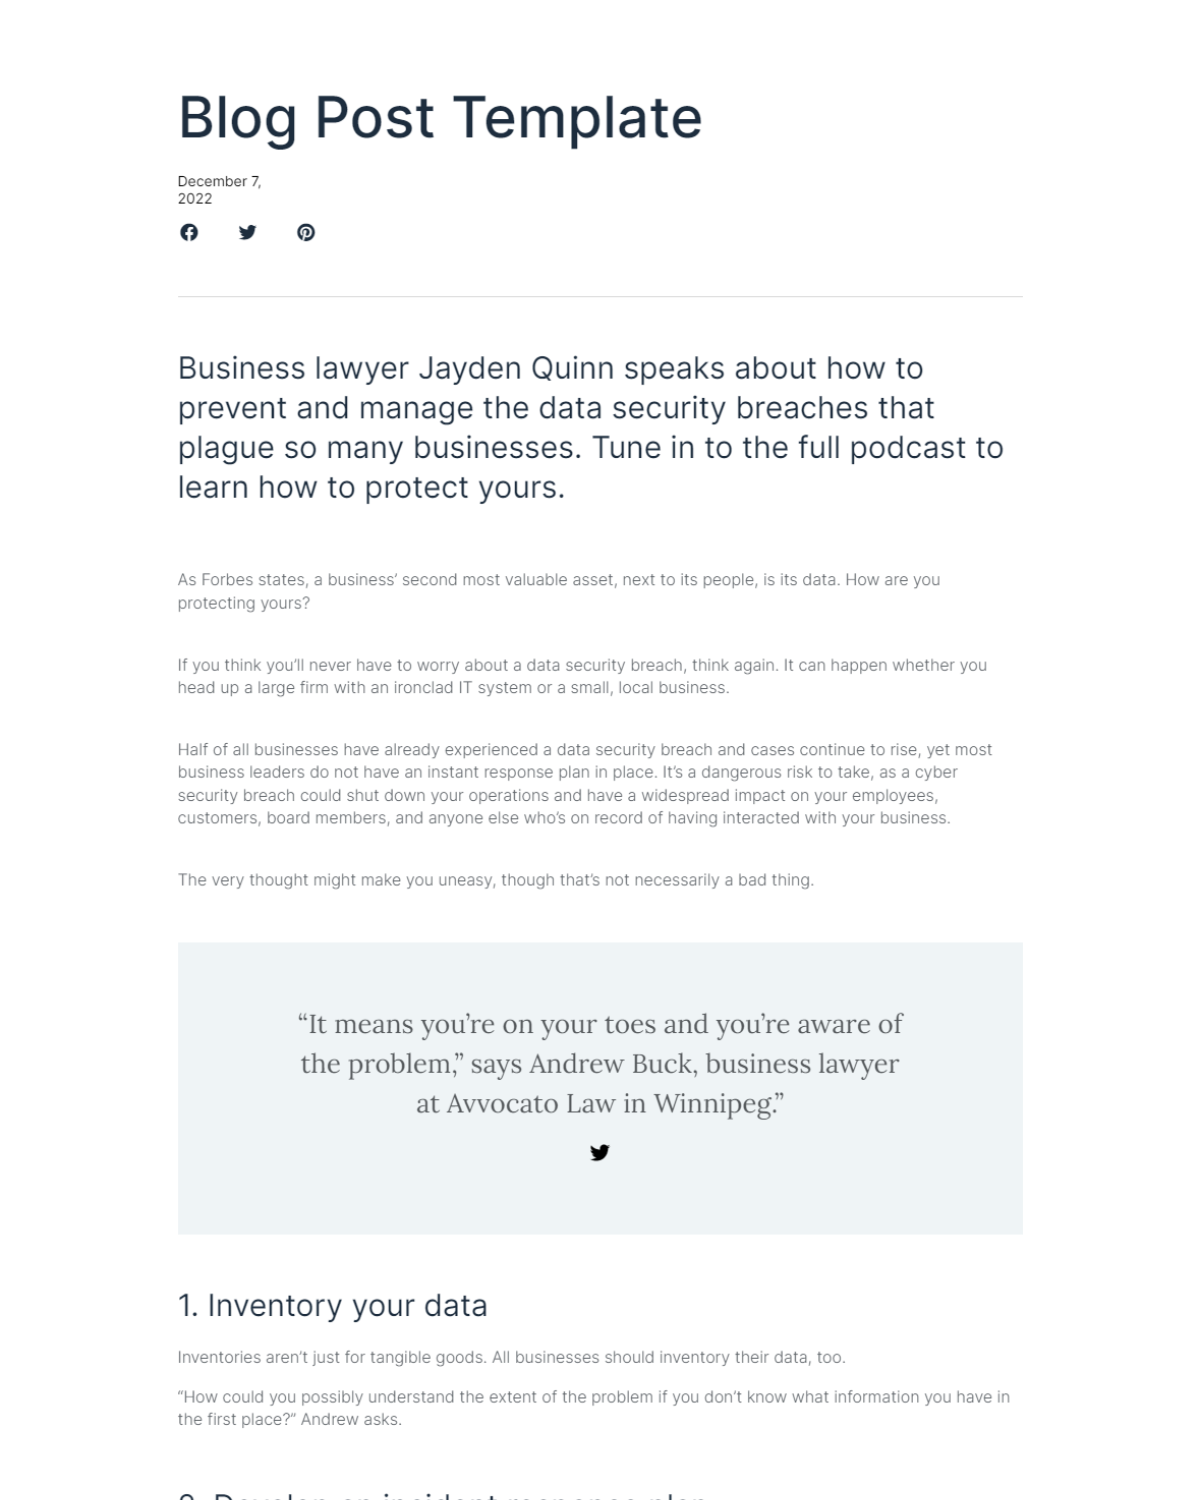 Blog Post Template
December 7,
2022
Business lawyer Jayden Quinn speaks about how to
prevent and manage the data security breaches that
plague so many businesses. Tune in to the full podcast to
learn how to protect yours.
As Forbes states, a business’ second most valuable asset, next to its people, is its data. How are you
protecting yours?
If you think you’ll never have to worry about a data security breach, think again. It can happen whether you
head up a large firm with an ironclad IT system or a small, local business.
Half of all businesses have already experienced a data security breach and cases continue to rise, yet most
business leaders do not have an instant response plan in place. It’s a dangerous risk to take, as a cyber
security breach could shut down your operations and have a widespread impact on your employees,
customers, board members, and anyone else who’s on record of having interacted with your business.
The very thought might make you uneasy, though that’s not necessarily a bad thing.
“It means you’re on your toes and you’re aware of
the problem,” says Andrew Buck, business lawyer
at Avvocato Law in Winnipeg.”
1. Inventory your data
Inventories aren’t just for tangible goods. All businesses should inventory their data, too.
“How could you possibly understand the extent of the problem if you don’t know what information you have in
the first place?” Andrew asks.
2. Develop an incident response plan